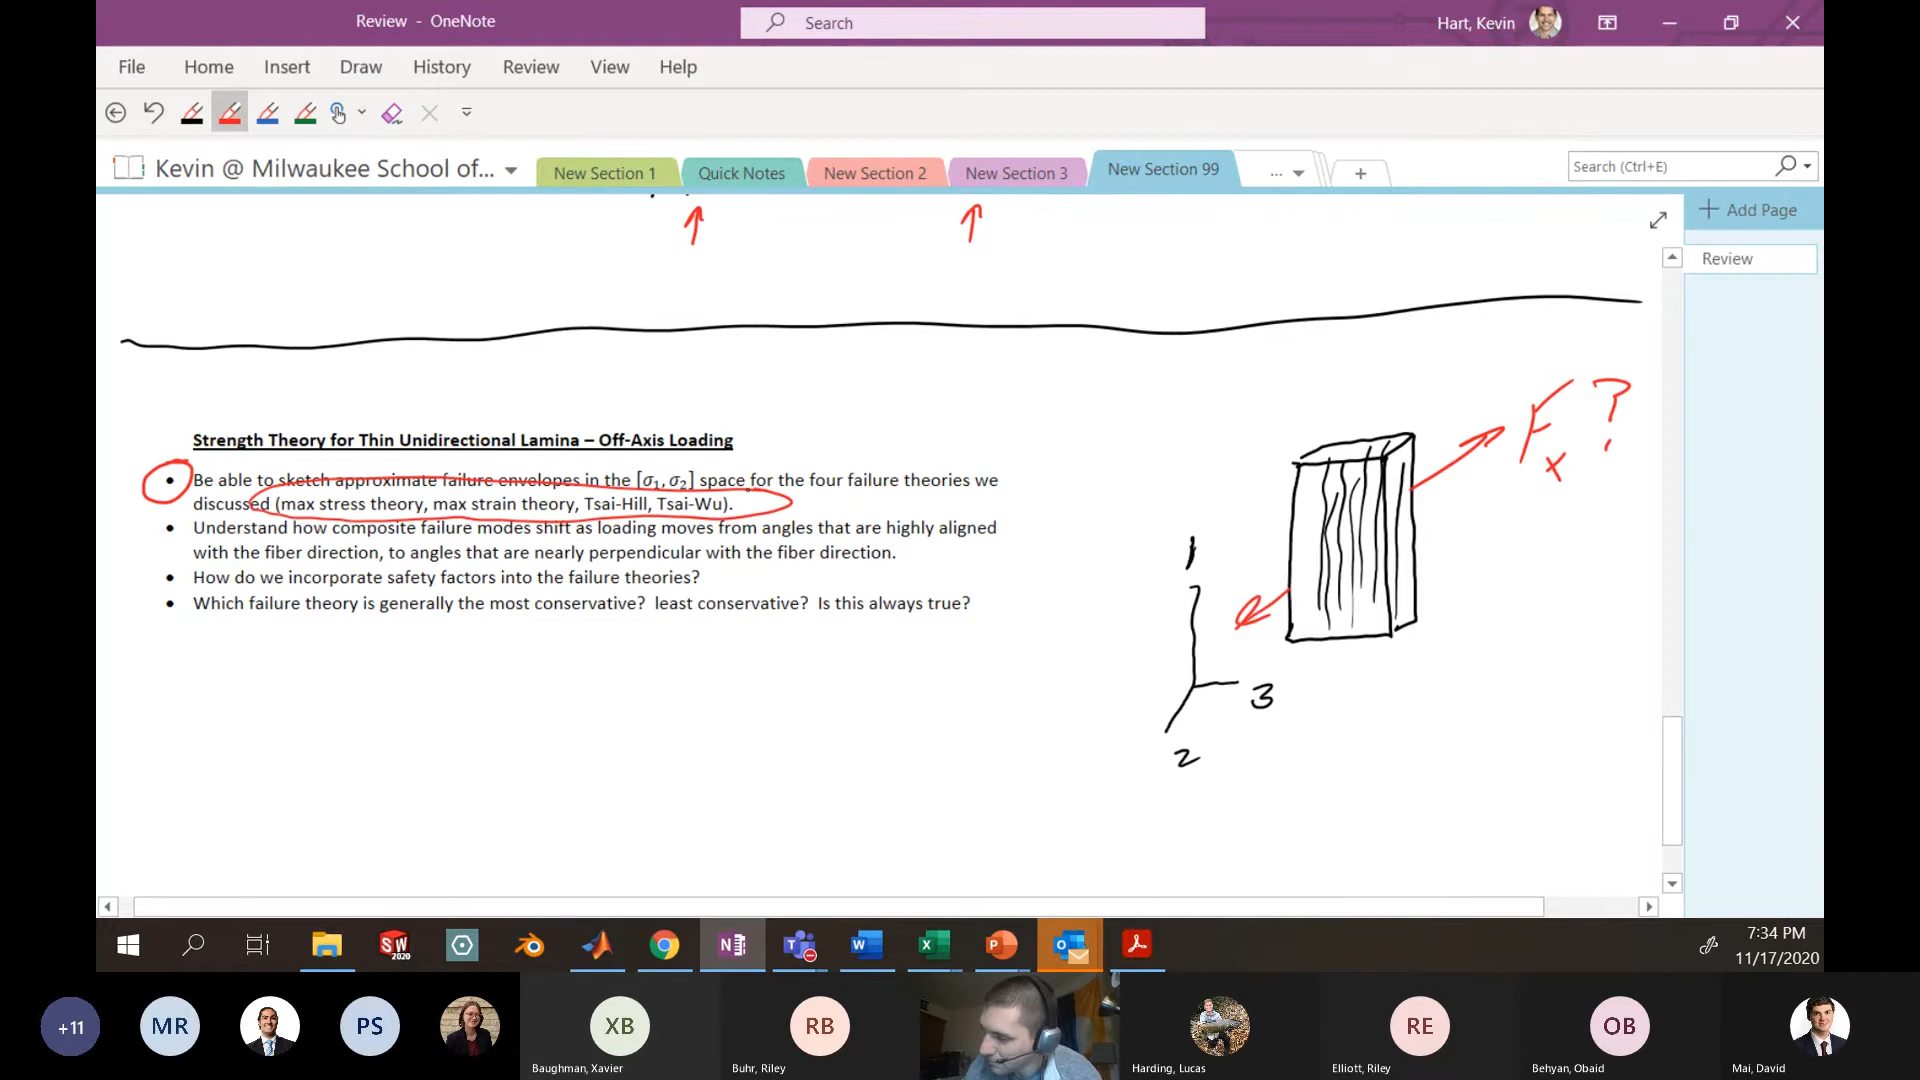 Review - OneNote
Search
Hart, Kevin
File Home Insert Draw History Review View Help
Kevin @ Milwaukee School of...
New Section 1
Quick Notes
New Section 2
New Section 3
New Section 99
...
Search (Ctrl+E)
Add Page
Review
Fx ?
Strength Theory for Thin Unidirectional Lamina – Off-Axis Loading
• Be able to sketch approximate failure envelopes in the [σ₁, σ₂] space for the four failure theories we
discussed (max stress theory, max strain theory, Tsai-Hill, Tsai-Wu).
• Understand how composite failure modes shift as loading moves from angles that are highly aligned
with the fiber direction, to angles that are nearly perpendicular with the fiber direction.
• How do we incorporate safety factors into the failure theories?
• Which failure theory is generally the most conservative? least conservative? Is this always true?
1
3
2
SW
2020
N
W
X
P
O
7:34 PM
11/17/2020
+11
MR
PS
XB
RB
RE
OB
Baughman, Xavier
Buhr, Riley
Harding, Lucas
Elliott, Riley
Behyan, Obaid
Mai, David